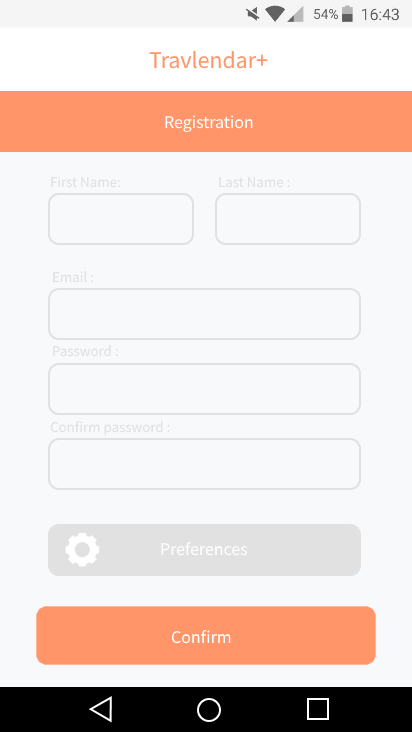 54% 16:43
Travlendar+
Registration
First Name: Last Name :
Email :
Password :
Confirm password :
Preferences
Confirm